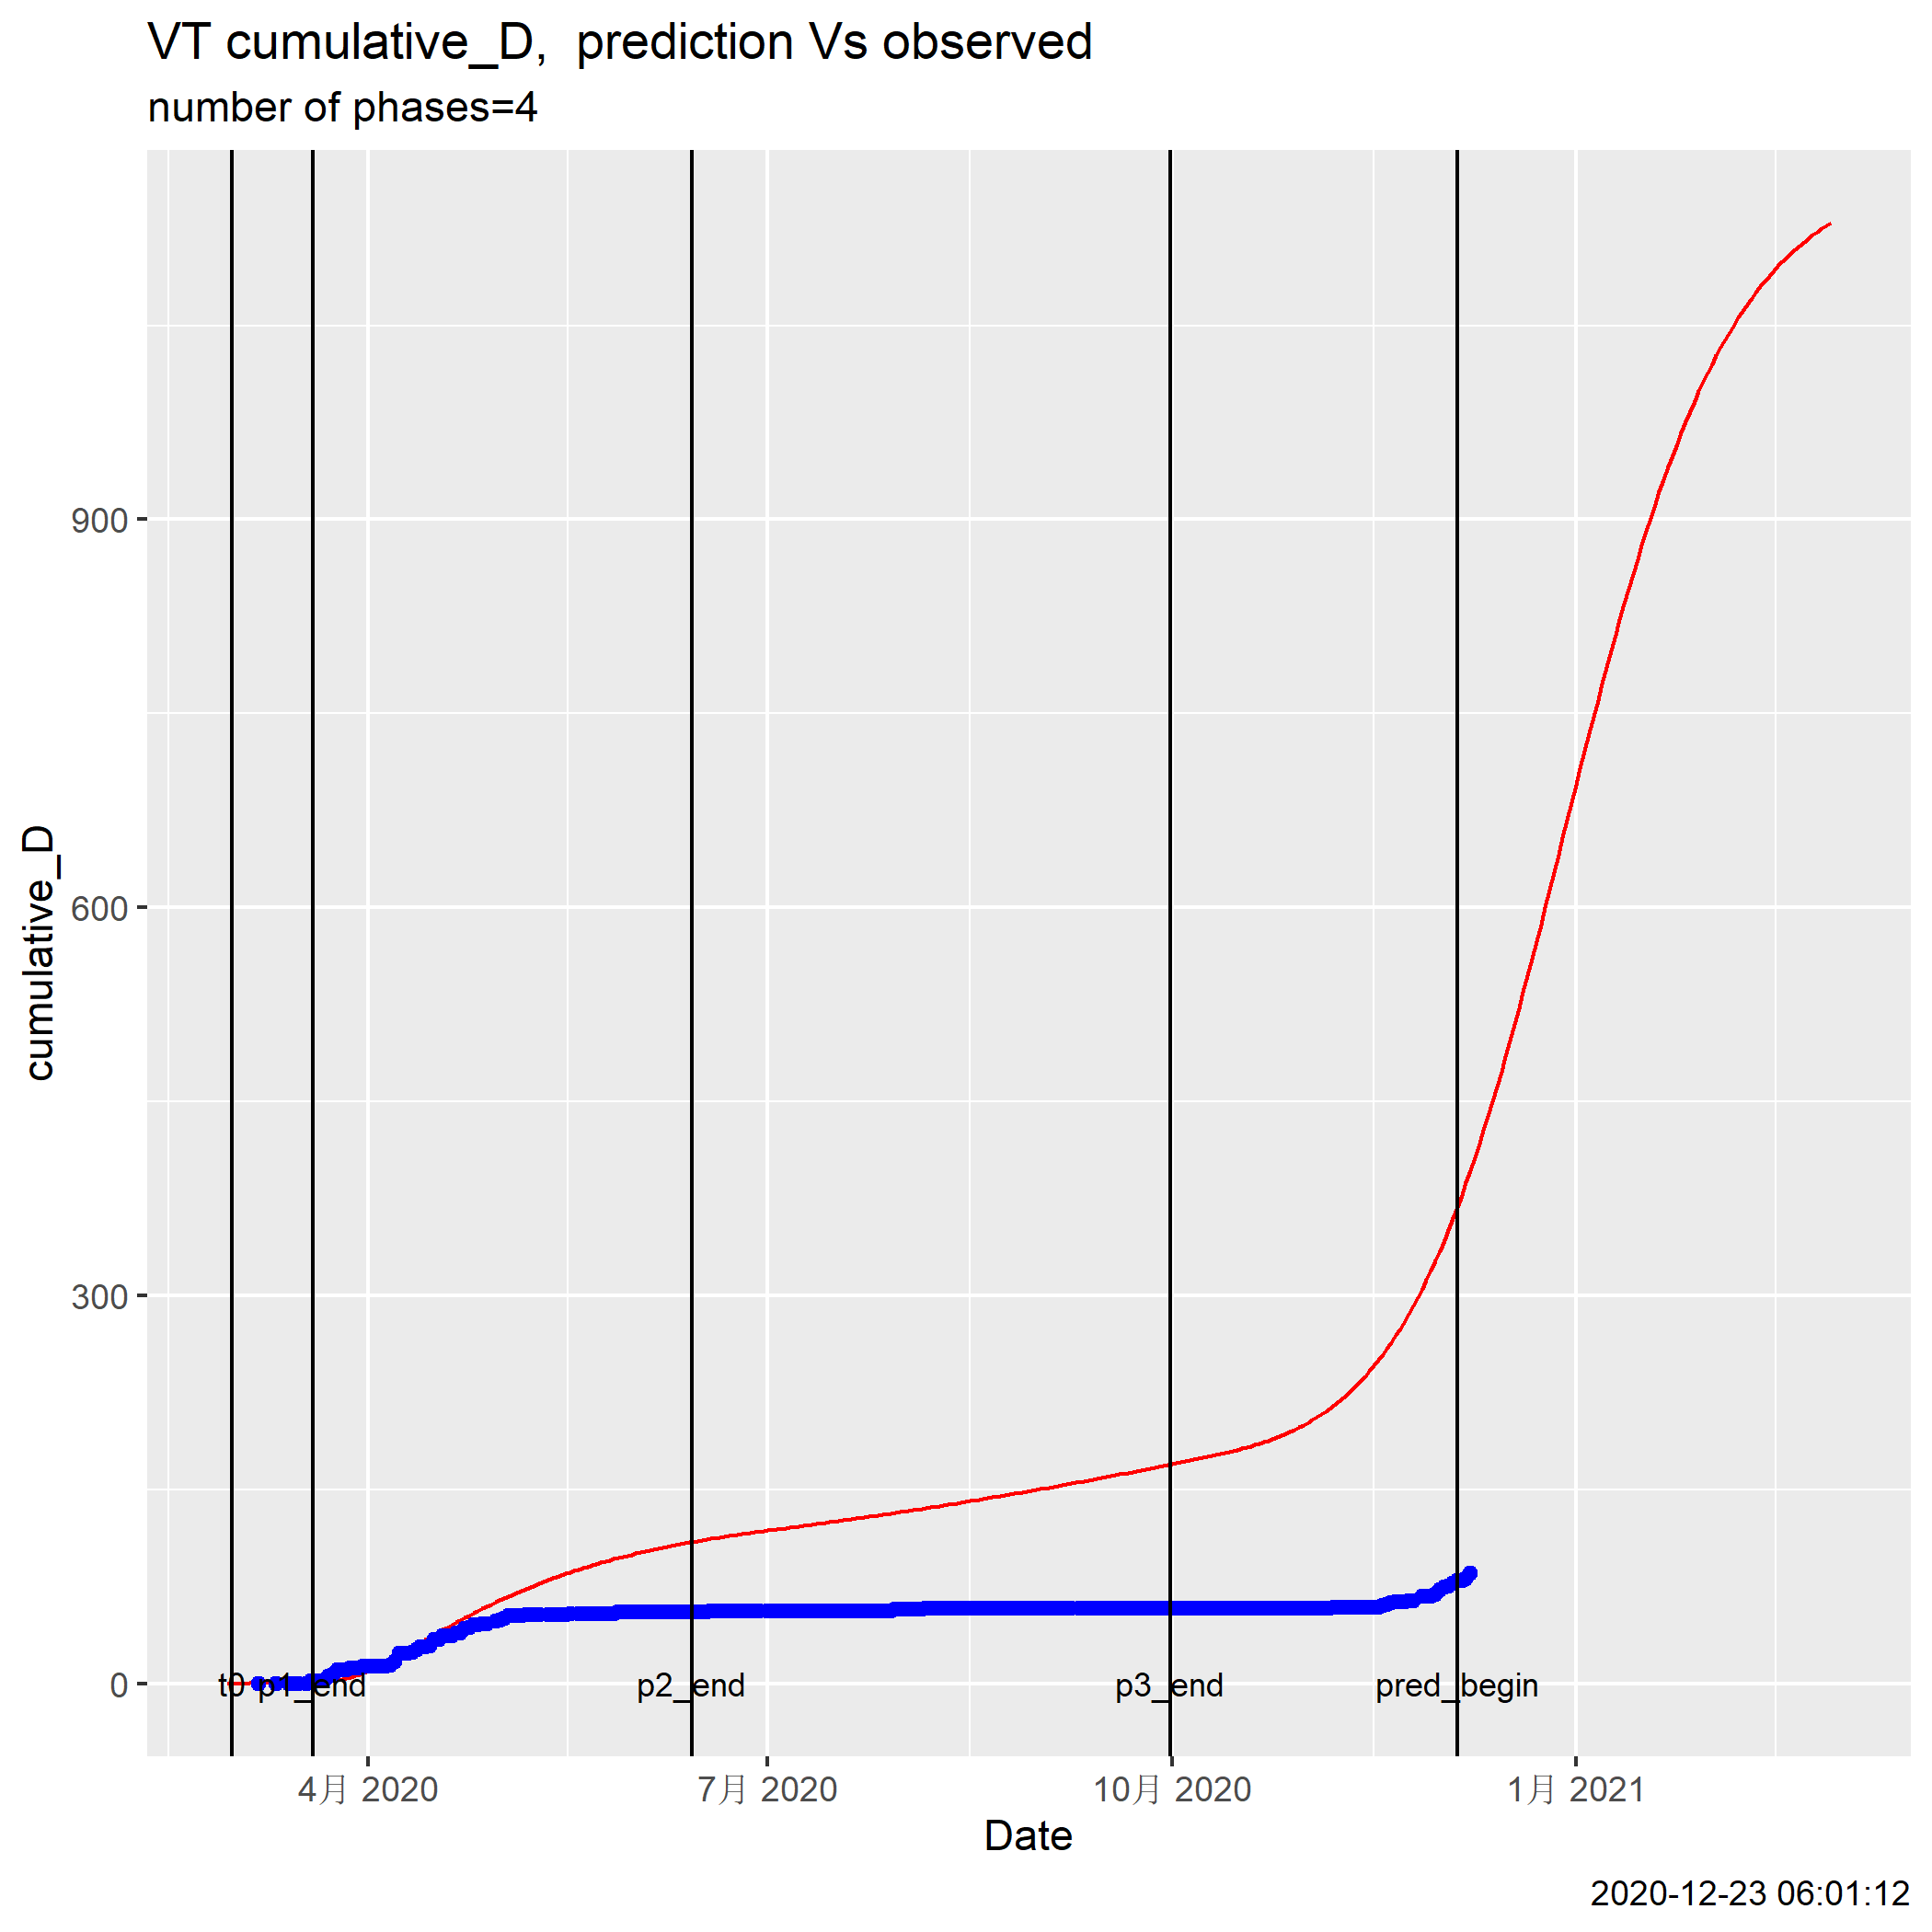 VT cumulative_D,  prediction Vs observed
number of phases=4
cumulative_D
900
600
300
0
t0 p1_end p2_end p3_end pred_begin
4月 2020 7月 2020 10月 2020 1月 2021
Date
2020-12-23 06:01:12